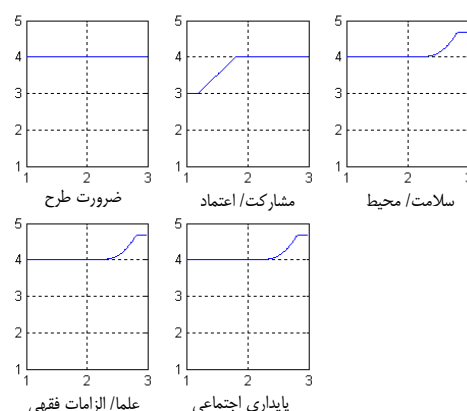 5 5 5
4 4 4
3 3 3
2 2 2
1 1 1
1 2 3 1 2 3 1 2 3
ضرورت طرح
مشارکت/ اعتماد
سلامت/ محیط
5 5
4 4
3 3
2 2
1 1
1 2 3 1 2 3
علما/ الزامات فقهی
پایداری اجتماعی